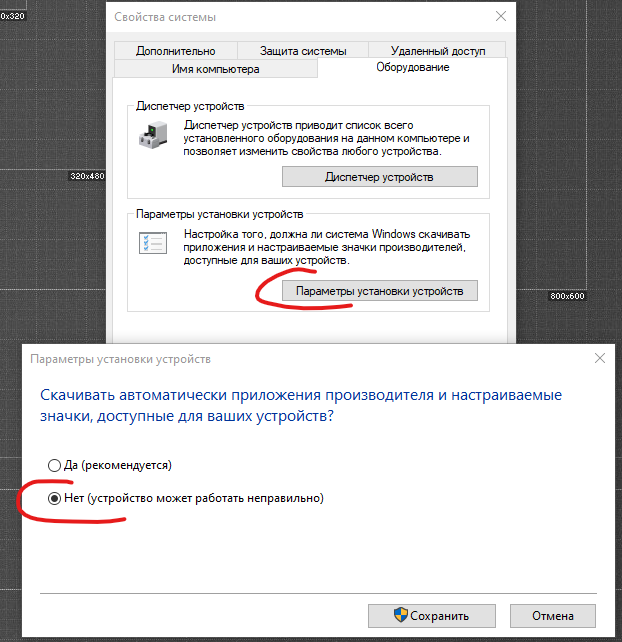 0x320
Свойства системы
Дополнительно
Защита системы
Удаленный доступ
Имя компьютера
Оборудование
Диспетчер устройств
Диспетчер устройств приводит список всего
установленного оборудования на данном компьютере и
позволяет изменить свойства любого устройства.
320x480
Диспетчер устройств
Параметры установки устройств
Настройка того, должна ли система Windows скачивать
приложения и настраиваемые значки производителей,
доступные для ваших устройств.
Параметры установки устройств
800x600
Параметры установки устройств
Скачивать автоматически приложения производителя и настраиваемые
значки, доступные для ваших устройств?
Да (рекомендуется)
Нет (устройство может работать неправильно)
Сохранить
Отмена